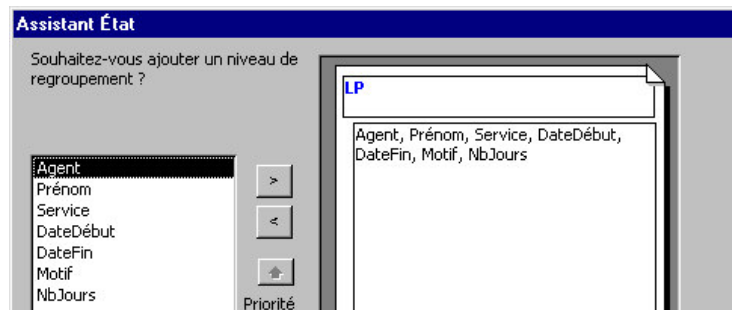 Assistant État
Souhaitez-vous ajouter un niveau de
regroupement ?
Agent
Prénom
Service
DateDébut
DateFin
Motif
NbJours
>
<
Priorité
LP
Agent, Prénom, Service, DateDébut,
DateFin, Motif, NbJours